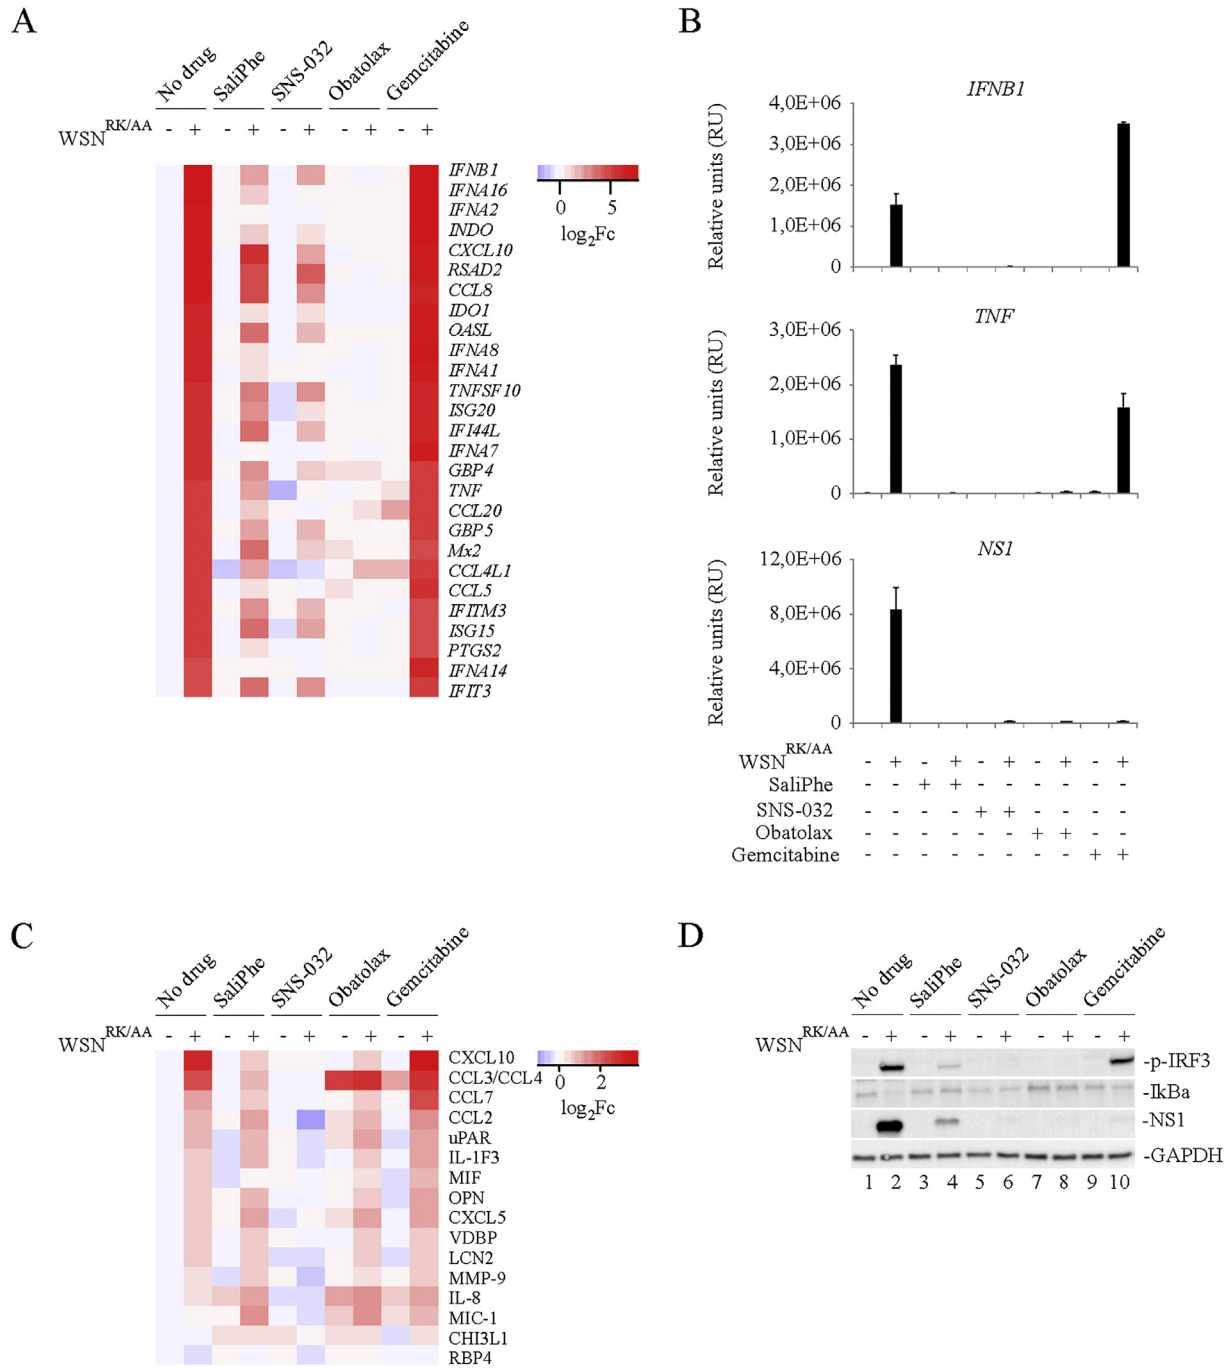 A
No drug
SaliPhe
SNS-032
Obatolax
Gemcitabine
WSN^RK/AA - + - + - + - + - +
IFNB1
IFNA16
IFNA2
INDO
CXCL10
RSAD2
CCL8
IDO1
OASL
IFNA8
IFNA1
TNFSF10
ISG20
IFI44L
IFNA7
GBP4
TNF
CCL20
GBP5
Mx2
CCL4L1
CCL5
IFITM3
ISG15
PTGS2
IFNA14
IFIT3
0 5
log2Fc
B
IFNB1
Relative units (RU)
4,0E+06
3,0E+06
2,0E+06
1,0E+06
0
TNF
Relative units (RU)
3,0E+06
2,0E+06
1,0E+06
0
NS1
Relative units (RU)
12,0E+06
8,0E+06
4,0E+06
0
WSN^RK/AA - + - + - + - + - +
SaliPhe - - + + - - - - - -
SNS-032 - - - - + + - - - -
Obatolax - - - - - - + + - -
Gemcitabine - - - - - - - - + +
C
No drug
SaliPhe
SNS-032
Obatolax
Gemcitabine
WSN^RK/AA - + - + - + - + - +
CXCL10
CCL3/CCL4
CCL7
CCL2
uPAR
IL-1F3
MIF
OPN
CXCL5
VDBP
LCN2
MMP-9
IL-8
MIC-1
CHI3L1
RBP4
0 2
log2Fc
D
No drug
SaliPhe
SNS-032
Obatolax
Gemcitabine
WSN^RK/AA - + - + - + - + - +
-p-IRF3
-IkBa
-NS1
-GAPDH
1 2 3 4 5 6 7 8 9 10